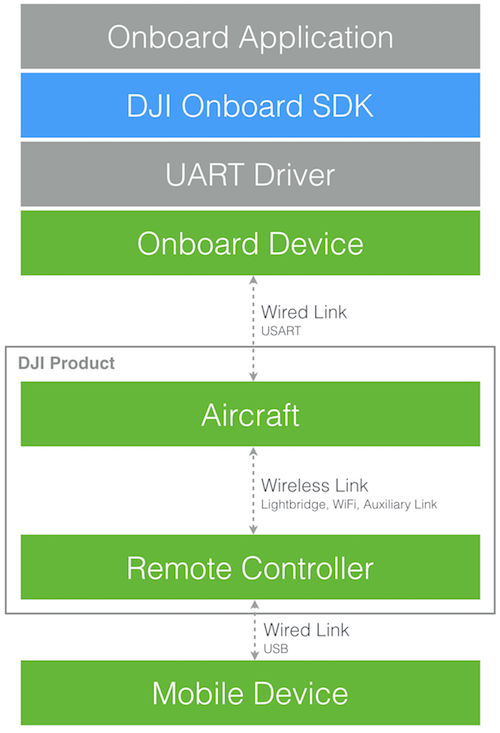 Onboard Application
DJI Onboard SDK
UART Driver
Onboard Device
Wired Link
USART
DJI Product
Aircraft
Wireless Link
Lightbridge, WiFi, Auxiliary Link
Remote Controller
Wired Link
USB
Mobile Device